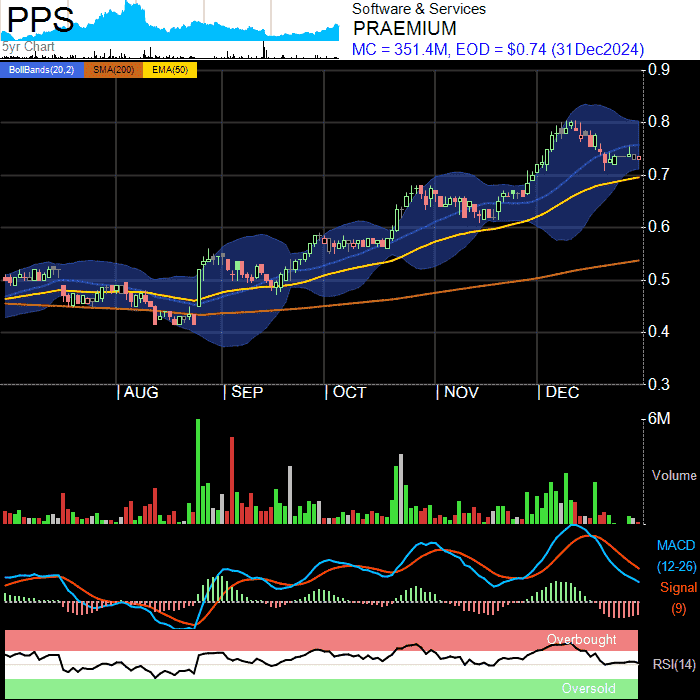 PPS
5yr Chart
Software & Services
PRAEMIUM
MC = 351.4M, EOD = $0.74 (31Dec2024)
BollBands(20,2) SMA(200) EMA(50)
0.9
0.8
0.7
0.6
0.5
0.4
0.3
AUG SEP OCT NOV DEC
6M
Volume
MACD
(12-26)
Signal
(9)
Overbought
RSI(14)
Oversold